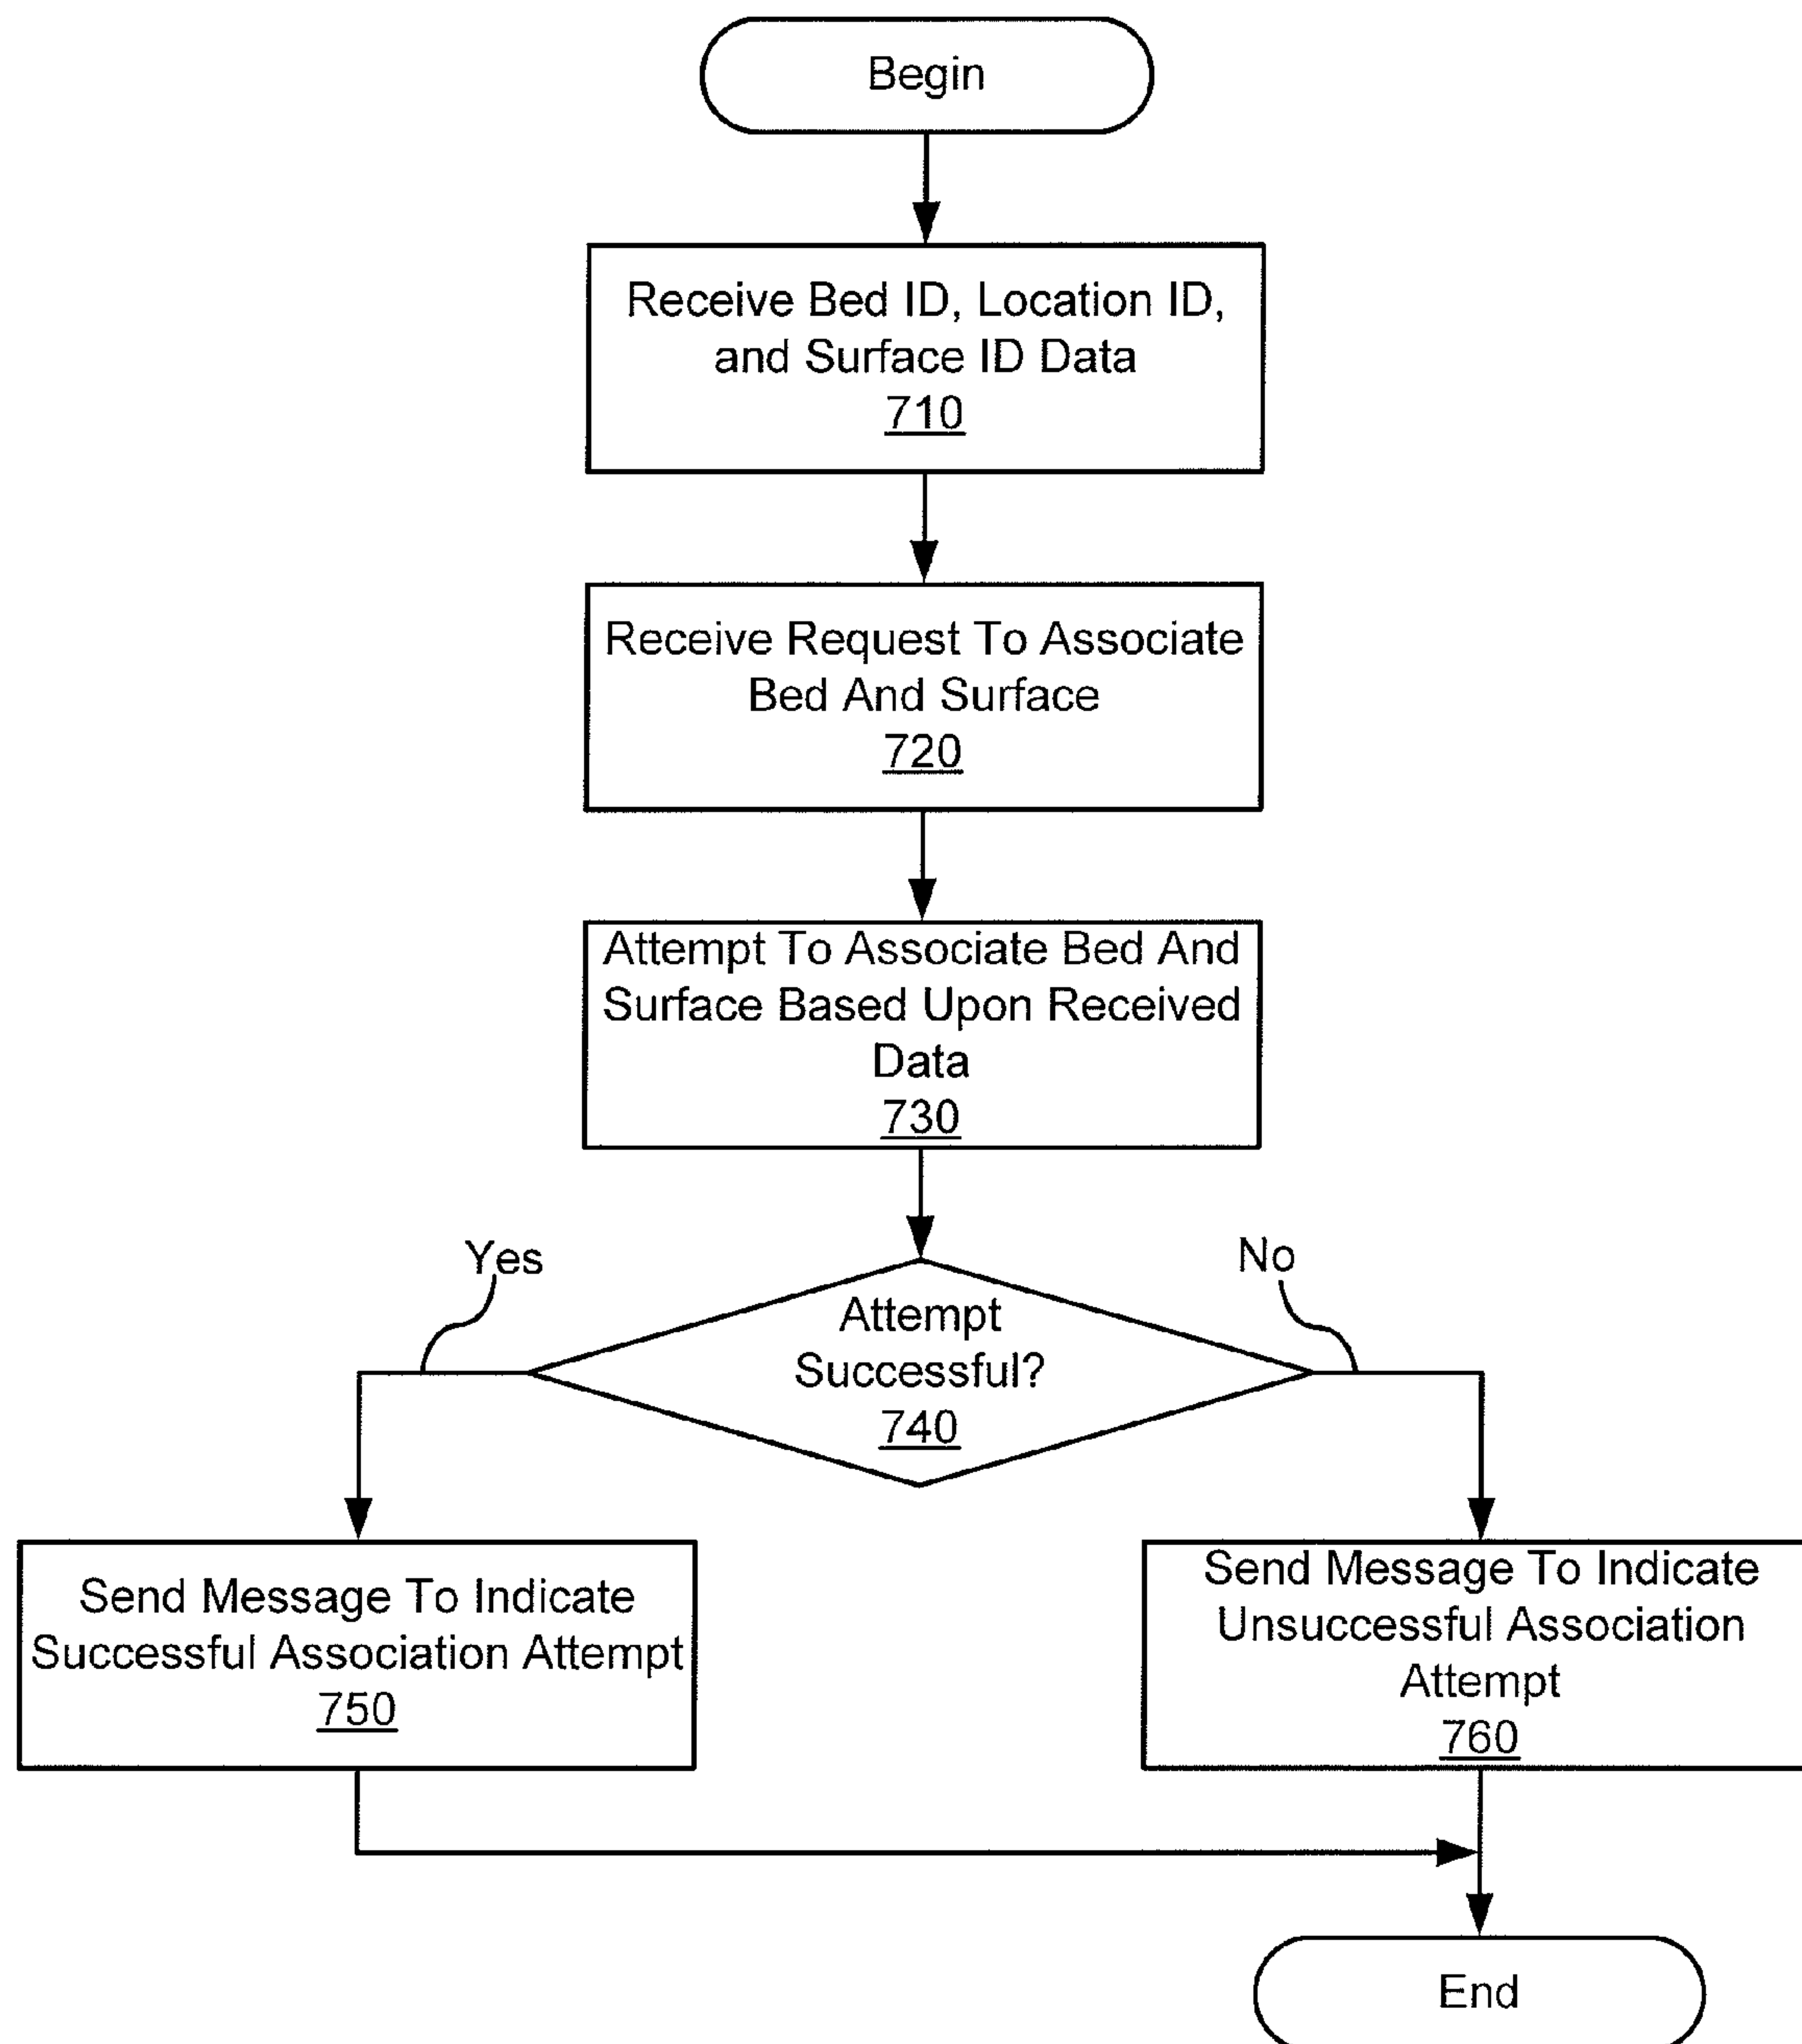 Begin
Receive Bed ID, Location ID,
and Surface ID Data
710
Receive Request To Associate
Bed And Surface
720
Attempt To Associate Bed And
Surface Based Upon Received
Data
730
Yes
No
Attempt
Successful?
740
Send Message To Indicate
Successful Association Attempt
750
Send Message To Indicate
Unsuccessful Association
Attempt
760
End